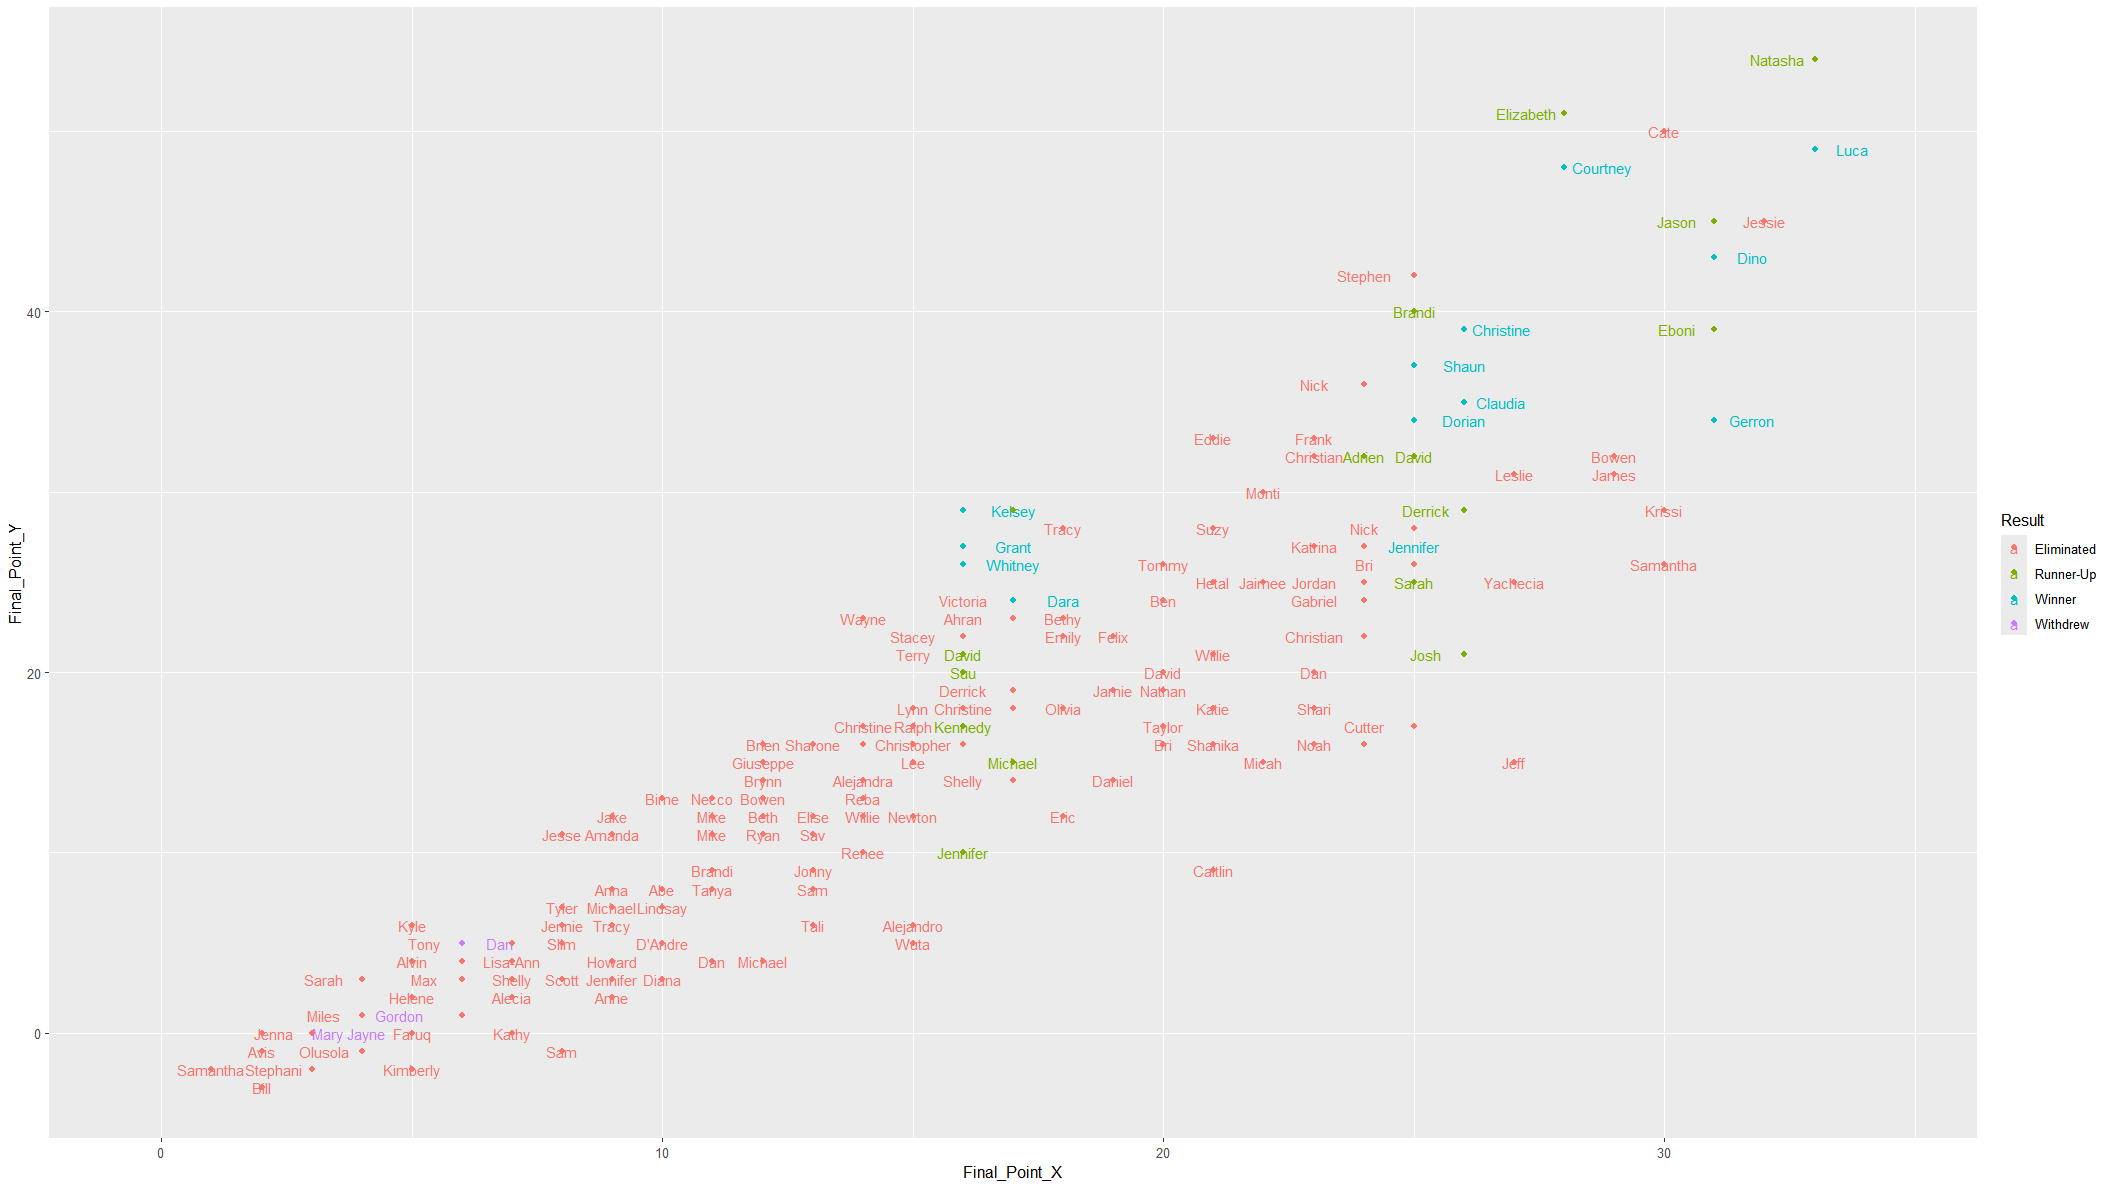 Natasha
Elizabeth
Cate
Luca
Courtney
Jason Jessie
Dino
Stephen
40
Brandi
Christine Eboni
Shaun
Nick
Claudia
Dorian Gerron
Eddie Frank
Christian Adrien David Bowen
Leslie James
Monti
Kelsey Derrick Krissi
Tracy Suzy Nick
Grant Katrina Jennifer
Whitney Tommy Bri Samantha
Hetal Jaimee Jordan Sarah Yachecia
Victoria Dara Ben Gabriel
Wayne Ahran Bethy
Stacey Emily Felix Christian
Terry David Willie Josh
20
Suu David Dan
Derrick Jamie Nathan
Lynn Christine Olivia Katie Shari
Christine Ralph Kennedy Taylor Cutter
Brien Sharone Christopher Bri Shanika Noah
Giuseppe Lee Michael Micah Jeff
Brynn Alejandra Shelly Daniel
Bime Necco Bowen Reba
Jake Mike Beth Elise Willie Newton Eric
Jesse Amanda Mike Ryan Sav
Renee Jennifer
Brandi Jonny Caitlin
Anna Abe Tanya Sam
Tyler Michael Lindsay
Kyle Jennie Tracy Tali Alejandro
Tony Dan Slim D'Andre Wuta
Alvin Lisa-Ann Howard Dan Michael
Sarah Max Shelly Scott Jennifer Diana
Helene Alecia Anne
Miles Gordon
0
Jenna Mary Jayne Faruq Kathy
Avis Olusola Sam
Samantha Stephani Kimberly
Bill
0 10 20 30
Final_Point_X
Final_Point_Y
Result
a Eliminated
a Runner-Up
a Winner
a Withdrew